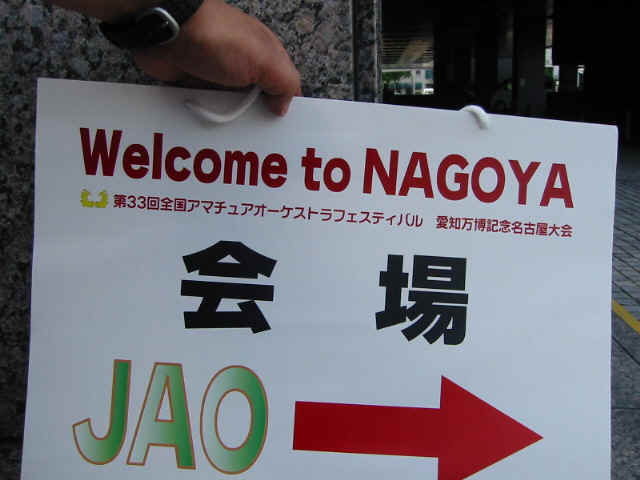 Welcome to NAGOYA
第33回全国アマチュアオーケストラフェスティバル 愛知万博記念名古屋大会
会場
JAO